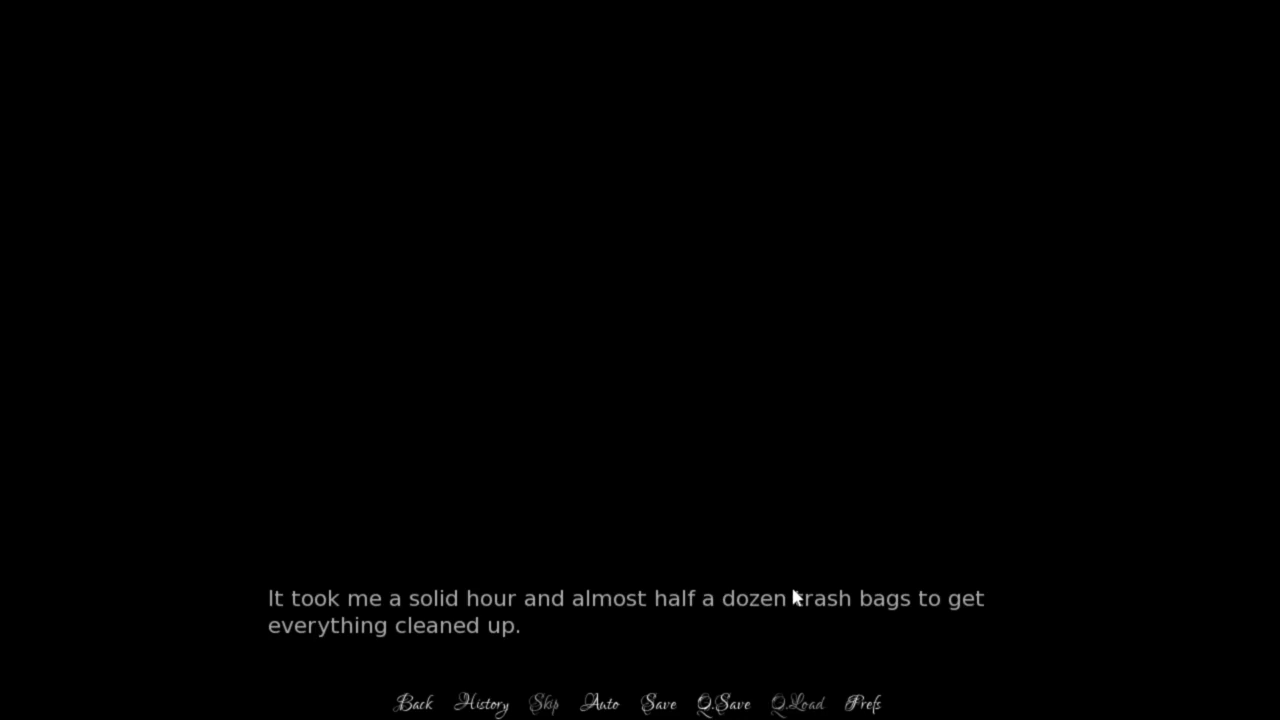 It took me a solid hour and almost half a dozen trash bags to get
everything cleaned up.
Back History Skip Auto Save Q.Save Q.Load Prefs